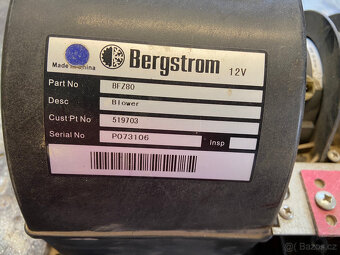 Bergstrom 12V
Made in China
Part No BFZ80
Desc Blower
Cust Pt No 519703
Serial No P073106 Insp
Bazoš.cz